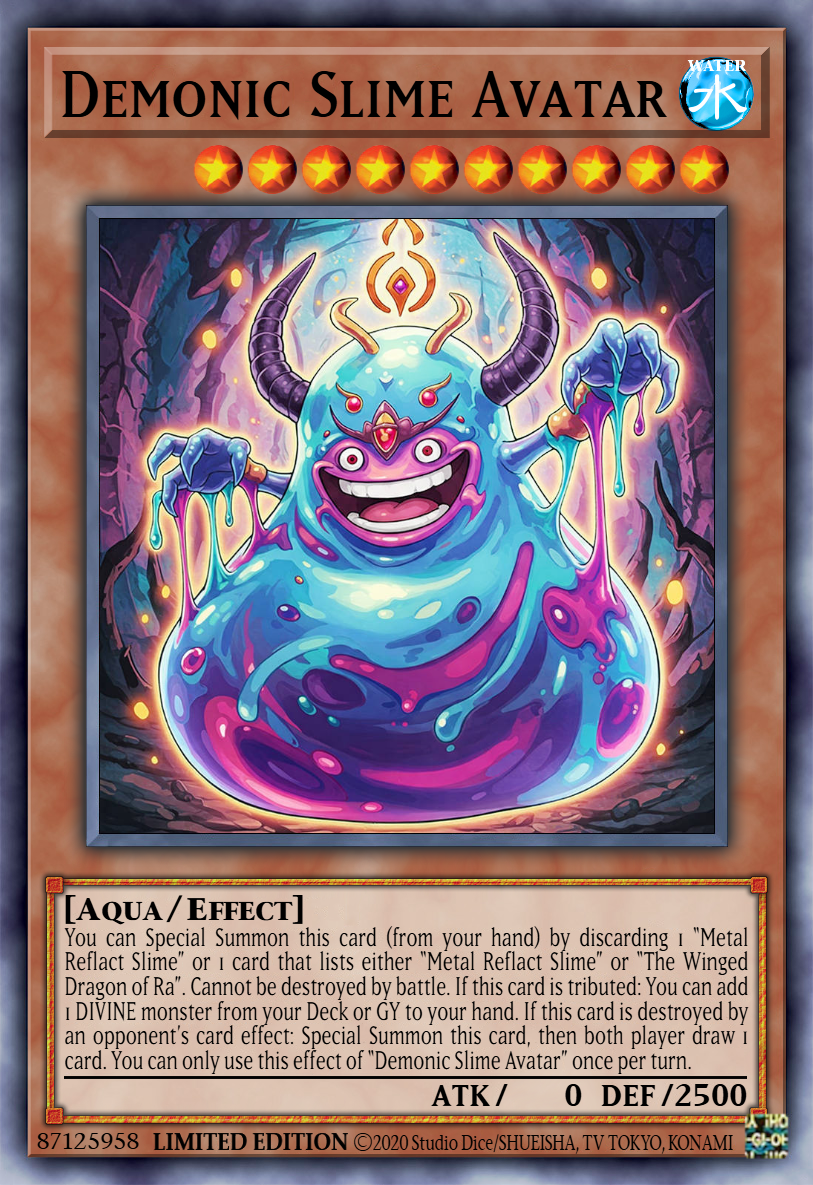 Demonic Slime Avatar
WATER
水
[Aqua/Effect]
You can Special Summon this card (from your hand) by discarding 1 "Metal
Reflact Slime" or 1 card that lists either "Metal Reflact Slime" or "The Winged
Dragon of Ra". Cannot be destroyed by battle. If this card is tributed: You can add
1 DIVINE monster from your Deck or GY to your hand. If this card is destroyed by
an opponent's card effect: Special Summon this card, then both player draw 1
card. You can only use this effect of "Demonic Slime Avatar" once per turn.
ATK/ 0 DEF/2500
87125958 LIMITED EDITION ©2020 Studio Dice/SHUEISHA, TV TOKYO, KONAMI